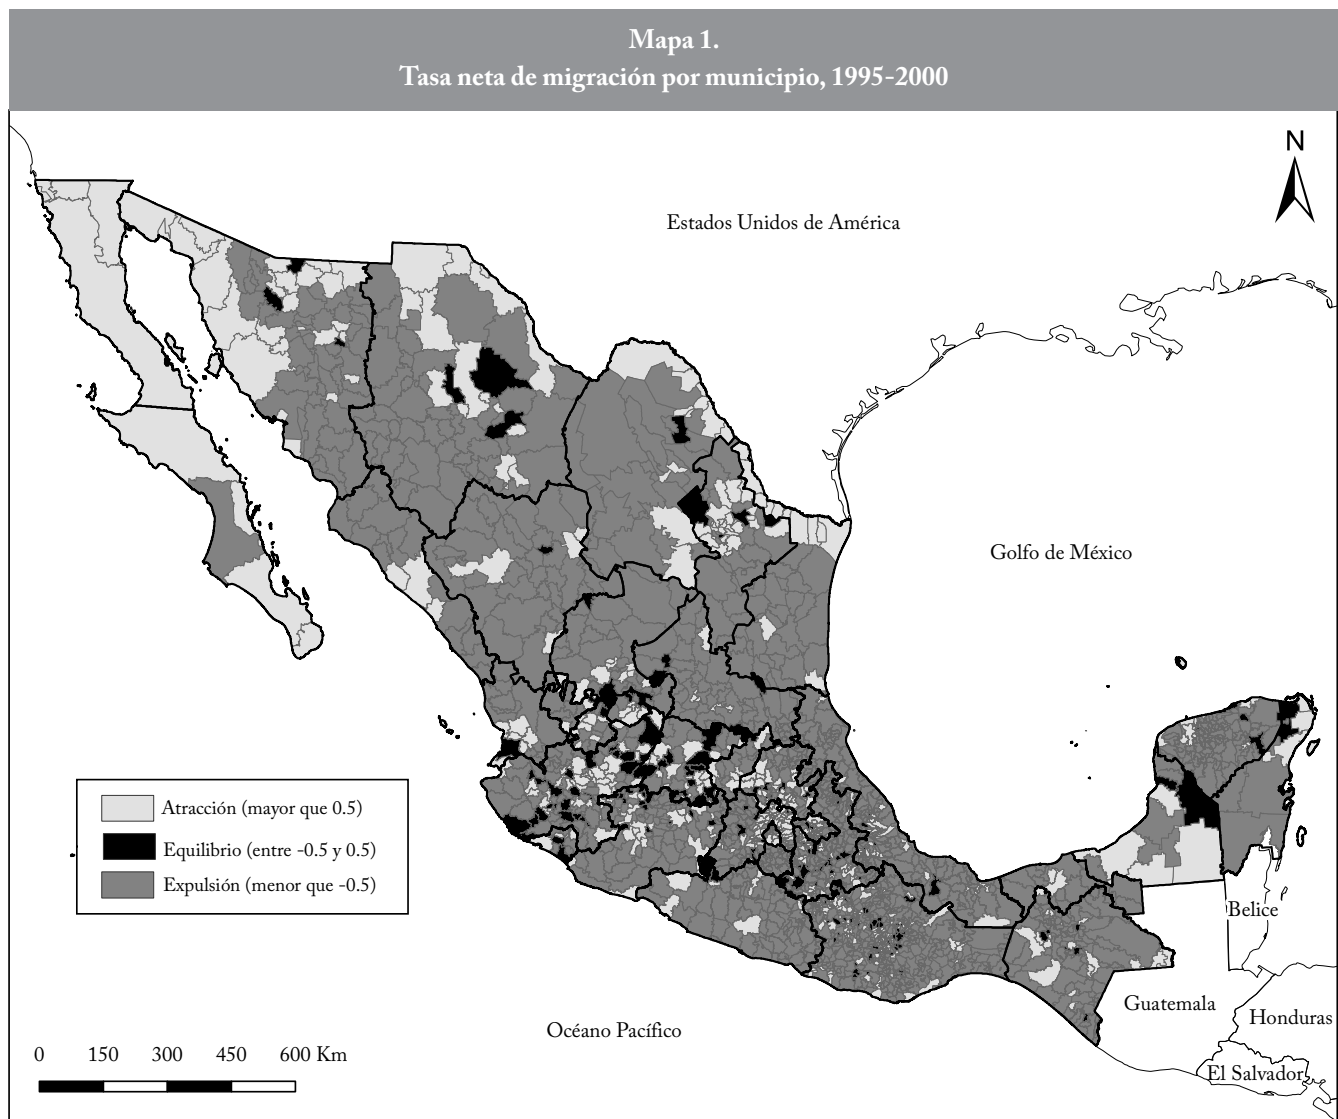 Mapa 1.
Tasa neta de migración por municipio, 1995-2000
N
Estados Unidos de América
Golfo de México
Atracción (mayor que 0.5)
Equilibrio (entre -0.5 y 0.5)
Expulsión (menor que -0.5)
Belice
Guatemala
Honduras
Océano Pacífico
El Salvador
0 150 300 450 600 Km